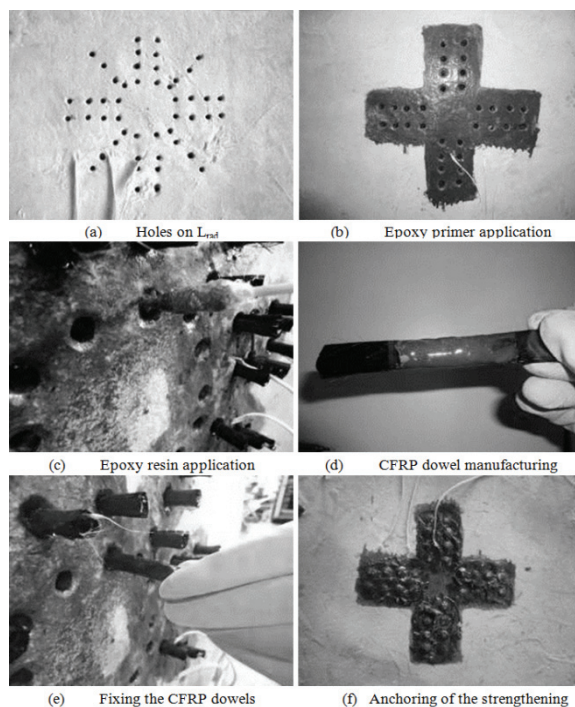 (a) Holes on Lrad
(b) Epoxy primer application
(c) Epoxy resin application
(d) CFRP dowel manufacturing
(e) Fixing the CFRP dowels
(f) Anchoring of the strengthening